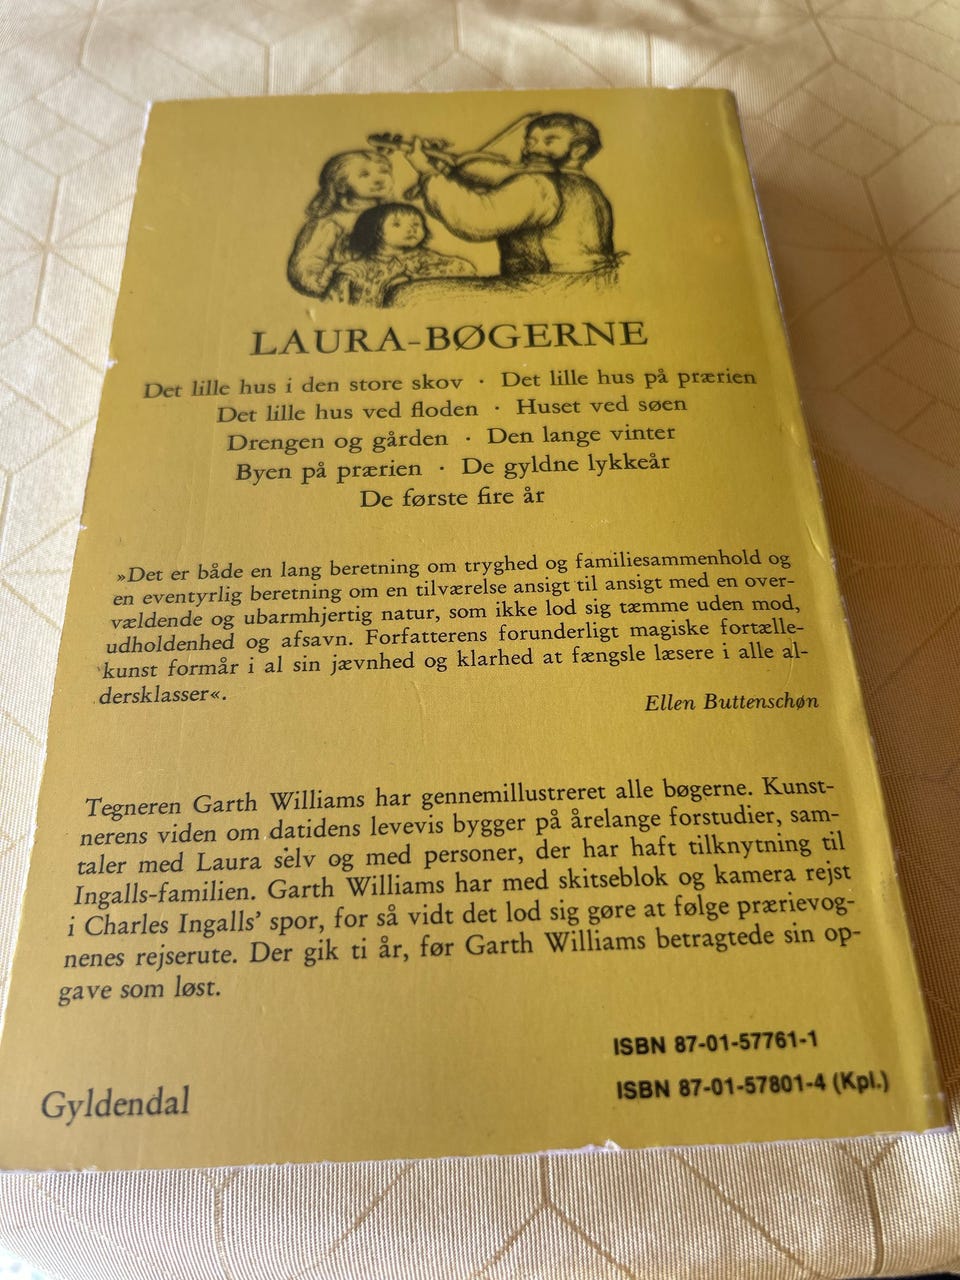 LAURA-BØGERNE
Det lille hus i den store skov · Det lille hus på prærien
Det lille hus ved floden · Huset ved søen
Drengen og gården · Den lange vinter
Byen på prærien · De gyldne lykkeår
De første fire år
»Det er både en lang beretning om tryghed og familiesammenhold og
en eventyrlig beretning om en tilværelse ansigt til ansigt med en over-
vældende og ubarmhjertig natur, som ikke lod sig tæmme uden mod,
udholdenhed og afsavn. Forfatterens forunderligt magiske fortælle-
kunst formår i al sin jævnhed og klarhed at fængsle læsere i alle al-
dersklasser«.
Ellen Buttenschøn
Tegneren Garth Williams har gennemillustreret alle bøgerne. Kunst-
nerens viden om datidens levevis bygger på årelange forstudier, sam-
taler med Laura selv og med personer, der har haft tilknytning til
Ingalls-familien. Garth Williams har med skitseblok og kamera rejst
i Charles Ingalls' spor, for så vidt det lod sig gøre at følge prærievog-
nenes rejserute. Der gik ti år, før Garth Williams betragtede sin op-
gave som løst.
ISBN 87-01-57761-1
ISBN 87-01-57801-4 (Kpl.)
Gyldendal